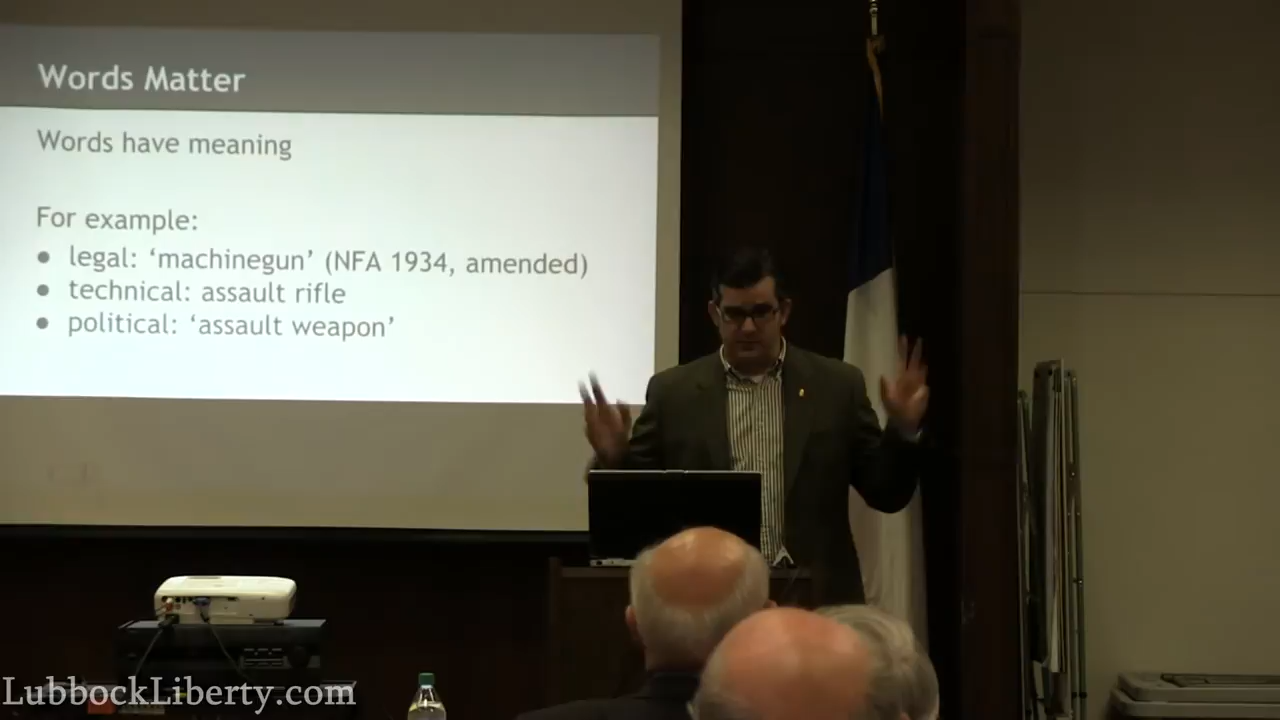 Words Matter
Words have meaning
For example:
● legal: ‘machinegun’ (NFA 1934, amended)
● technical: assault rifle
● political: ‘assault weapon’
LubbockLiberty.com